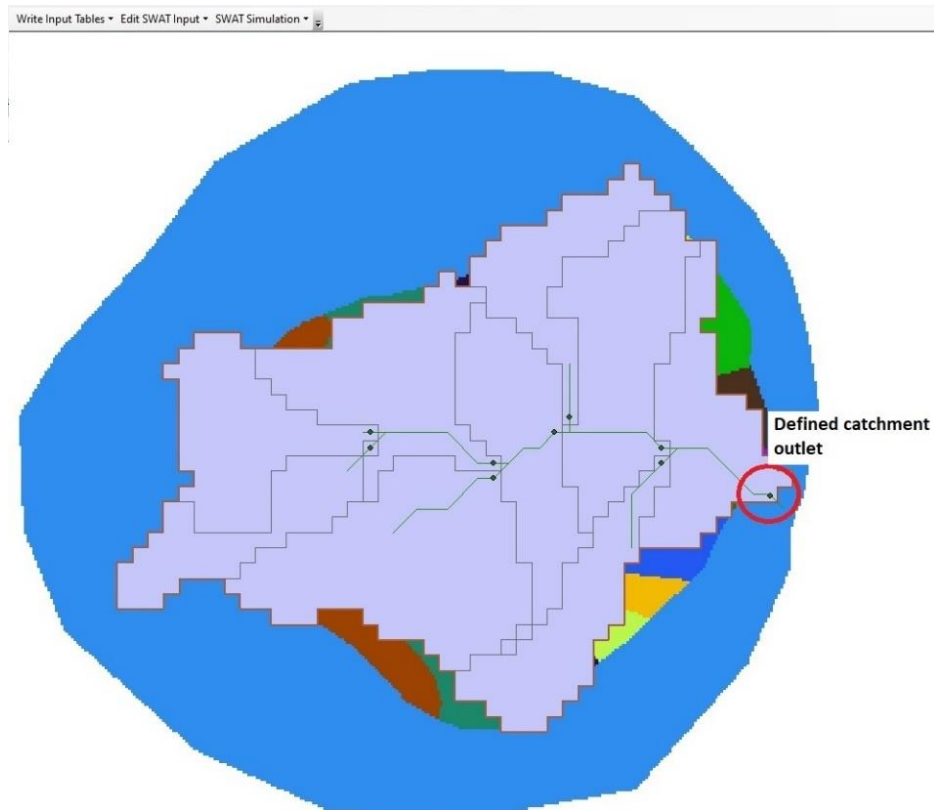 Write Input Tables Edit SWAT Input SWAT Simulation
Defined catchment
outlet